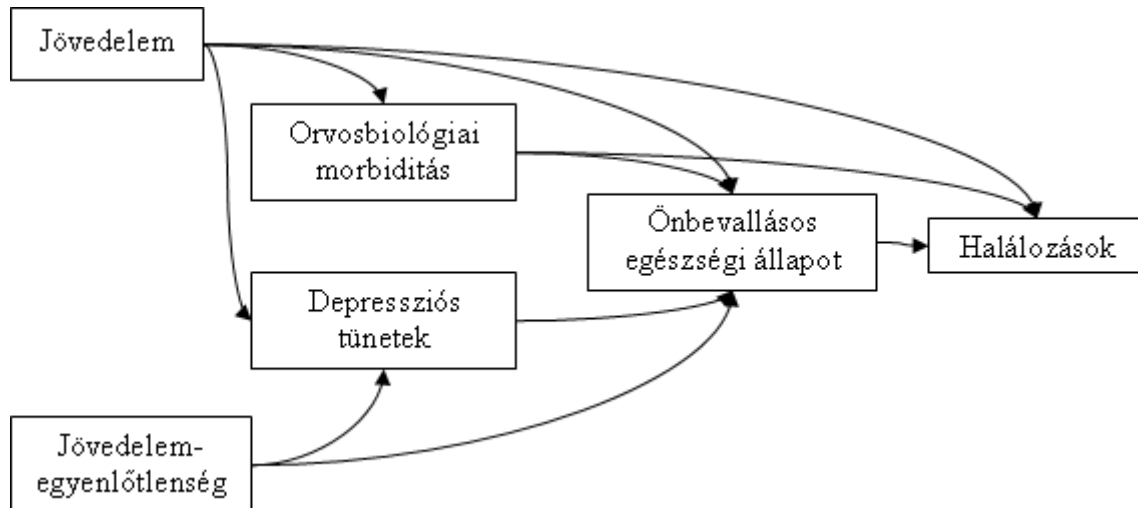 Jövedelem
Orvosbiológiai
morbiditás
Önbevallásos
egészségi állapot
Halálozások
Depressziós
tünetek
Jövedelem-
egyenlőtlenség